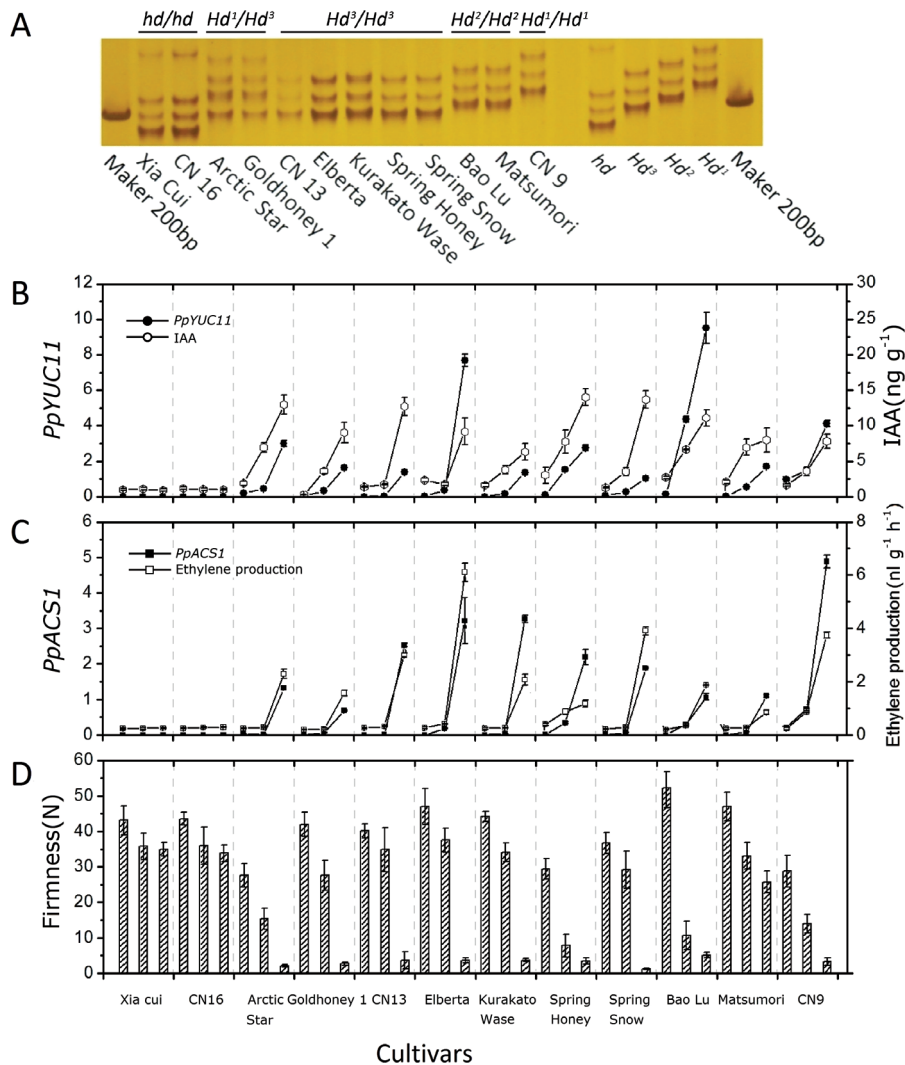 A
hd/hd Hd¹/Hd³ Hd³/Hd³ Hd²/Hd² Hd¹/Hd¹
Maker 200bp
Xia Cui
CN 16
Arctic Star
Goldhoney 1
CN 13
Elberta
Kurakato Wase
Spring Honey
Spring Snow
Bao Lu
Matsumori
CN 9
hd
Hd³
Hd²
Hd¹
Maker 200bp
B
PpYUC11
12
10
8
6
4
2
0
PpYUC11
IAA
30
25
20
15
10
5
0
IAA(ng g⁻¹)
C
PpACS1
6
5
4
3
2
1
0
PpACS1
Ethylene production
8
6
4
2
0
Ethylene production(nl g⁻¹ h⁻¹)
D
Firmness(N)
60
50
40
30
20
10
0
Xia cui CN16 Arctic Goldhoney 1 CN13 Elberta Kurakato Spring Spring Bao Lu Matsumori CN9
Star Wase Honey Snow
Cultivars